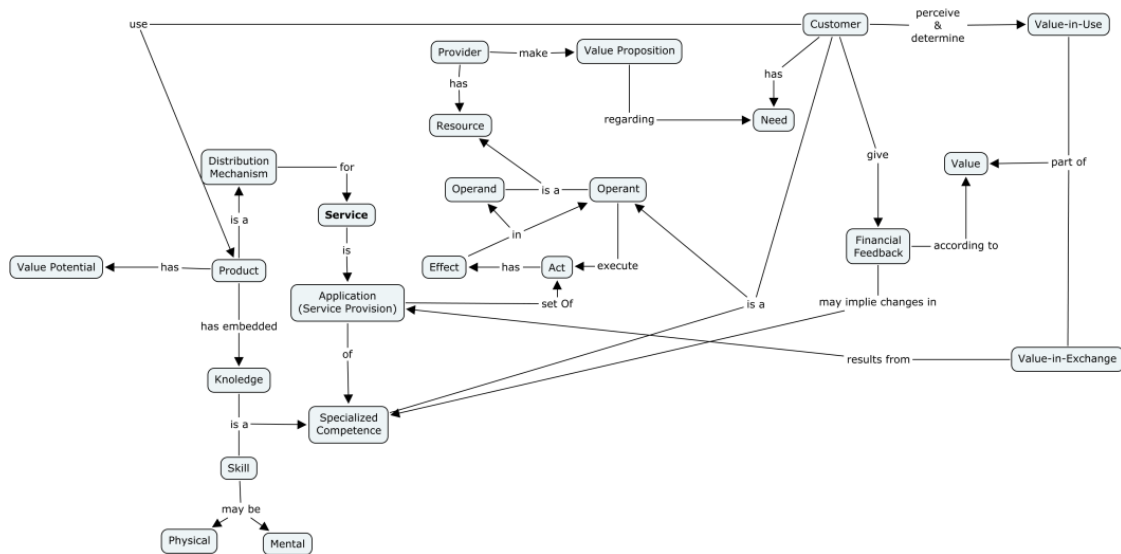 use
Customer
perceive
&
determine
Value-in-Use
Provider
make
Value Proposition
has
has
Resource
regarding
Need
Distribution
Mechanism
for
give
Value
part of
Operand
is a
Operant
Service
is a
in
Financial
Feedback
according to
is
Value Potential
has
Product
Effect
has
Act
execute
Application
(Service Provision)
set Of
is a
may implie changes in
has embedded
of
results from
Value-in-Exchange
Knoledge
is a
Specialized
Competence
Skill
may be
Physical
Mental